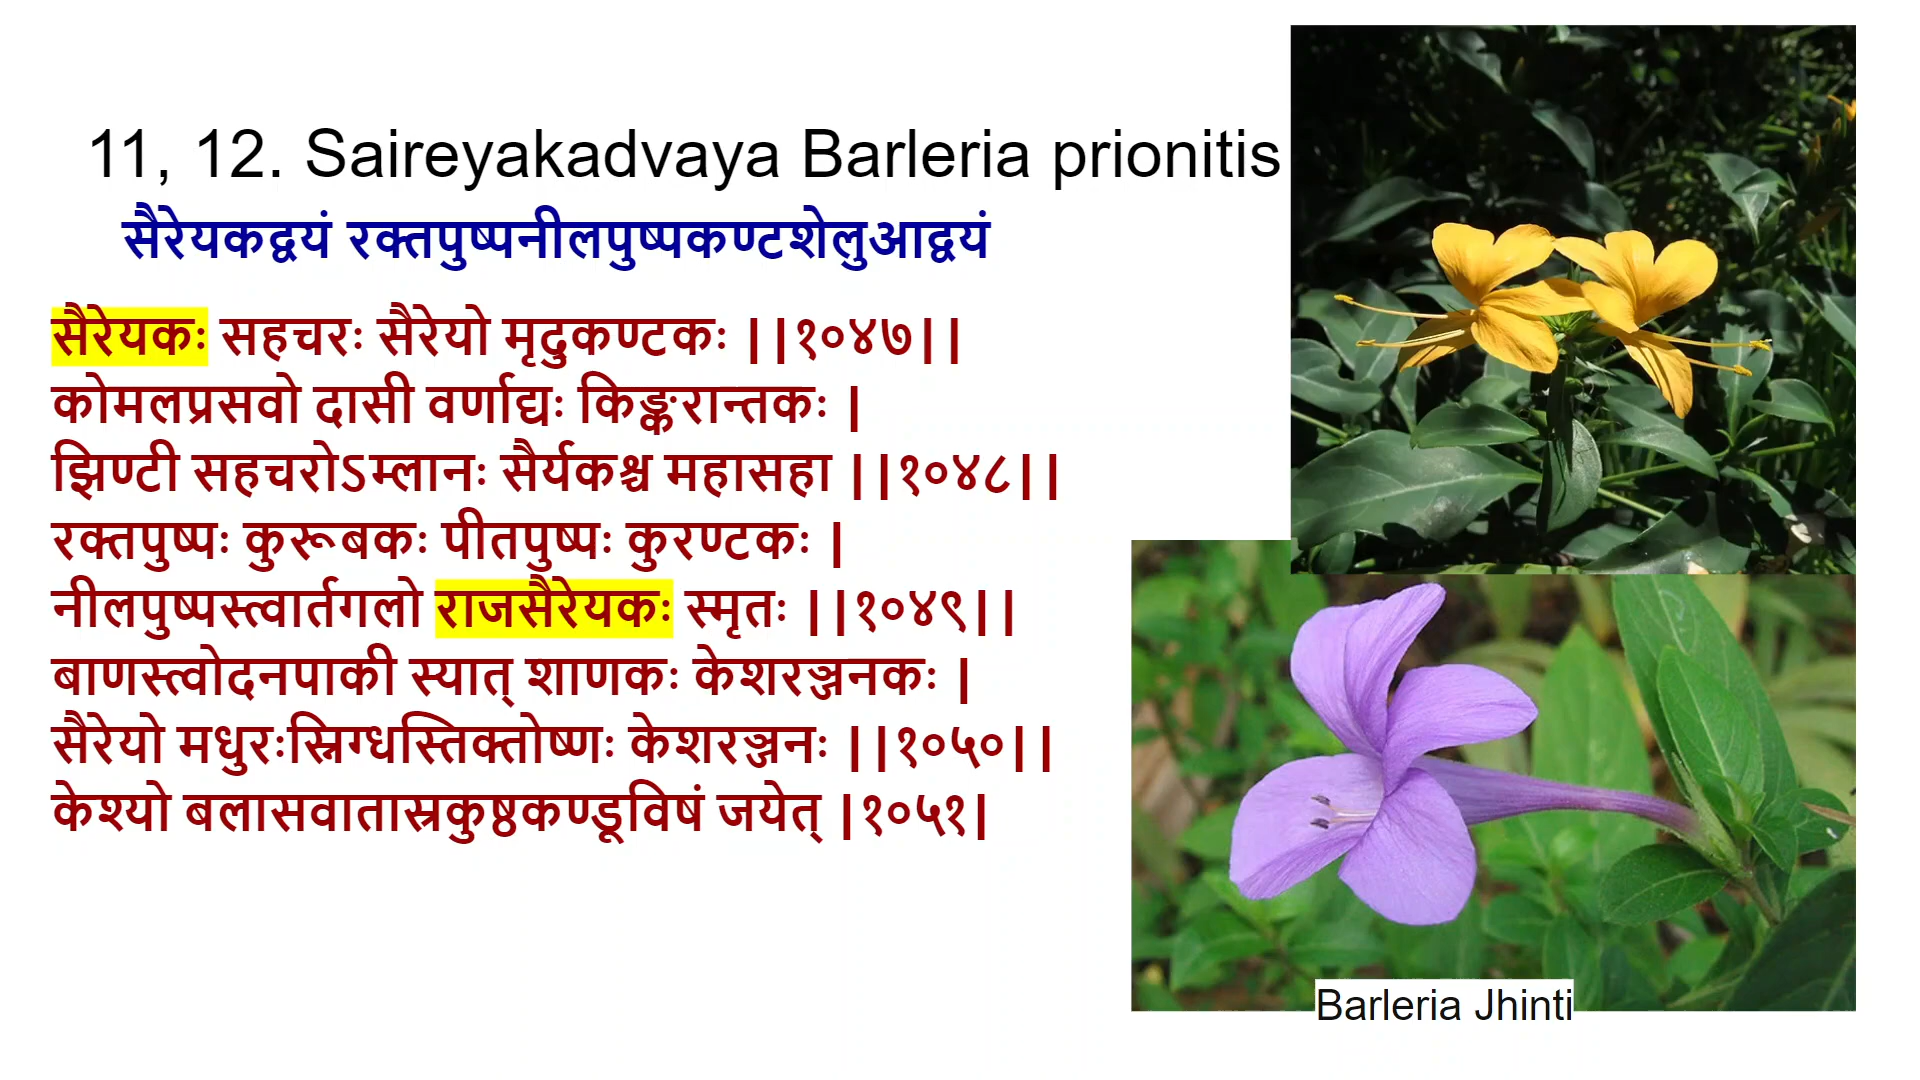 11, 12. Saireyakadvaya Barleria prionitis
सैरेयकद्वयं रक्तपुष्पनीलपुष्पकण्टशेलुआद्वयं
सैरेयकः सहचरः सैरेयो मृदुकण्टकः ||१०४७||
कोमलप्रसवो दासी वर्णाद्यः किङ्करान्तकः |
झिण्टी सहचरोऽम्लानः सैर्यकश्च महासहा ||१०४८||
रक्तपुष्पः कुरूबकः पीतपुष्पः कुरण्टकः |
नीलपुष्पस्त्वार्तगलो राजसैरेयकः स्मृतः ||१०४९||
बाणस्त्वोदनपाकी स्यात् शाणकः केशरञ्जनकः |
सैरेयो मधुरःस्निग्धस्तिक्तोष्णः केशरञ्जनः ||१०५०||
केश्यो बलासवातास्रकुष्ठकण्डूविषं जयेत् |१०५१|
Barleria Jhinti